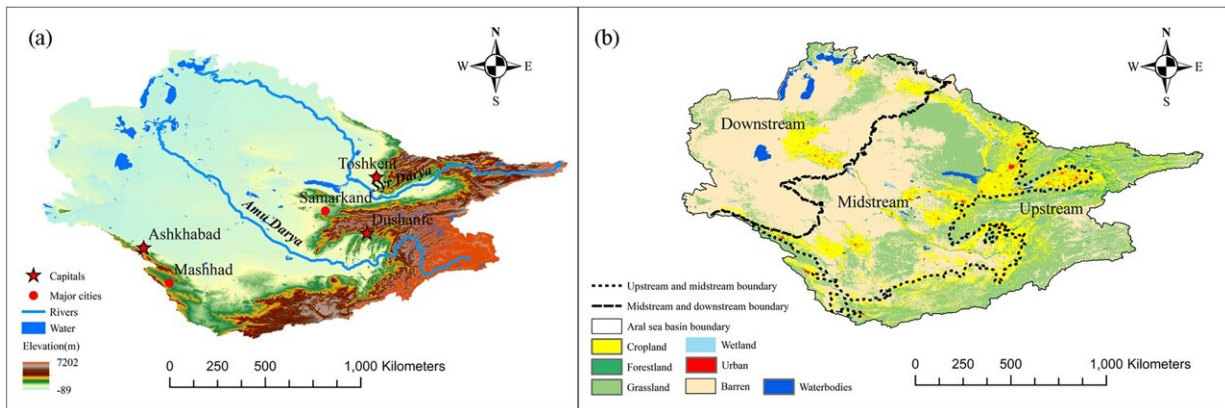 (a)
N
W E
S
Toshkent
Syr Darya
Samarkand
Dushanbe
Amu Darya
Ashkhabad
Mashhad
Capitals
Major cities
Rivers
Water
Elevation(m)
7202
-89
0 500 1,000 Kilometers
(b)
N
W E
S
Downstream
Midstream
Upstream
Upstream and midstream boundary
Midstream and downstream boundary
Aral sea basin boundary
Cropland Wetland
Forestland Urban
Grassland Barren Waterbodies
0 250 500 1,000 Kilometers